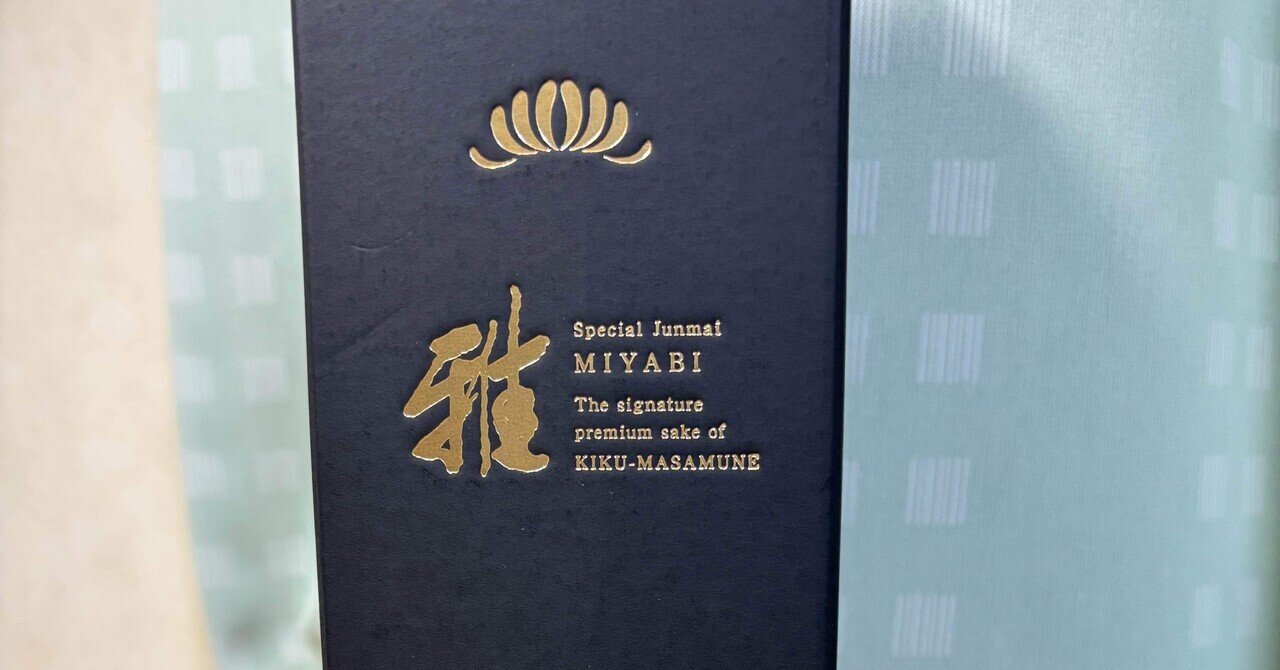 雅
Special Junmai
MIYABI
The signature
premium sake of
KIKU-MASAMUNE